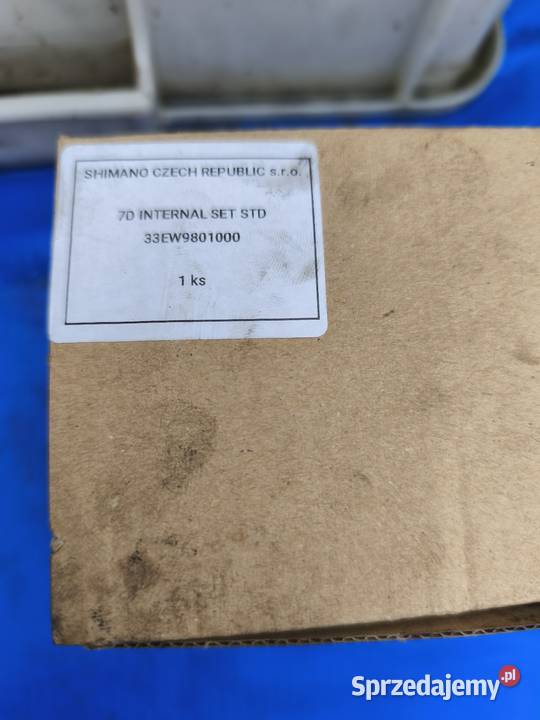 SHIMANO CZECH REPUBLIC s.r.o.
7D INTERNAL SET STD
33EW9801000
1 ks
Sprzedajemy.pl